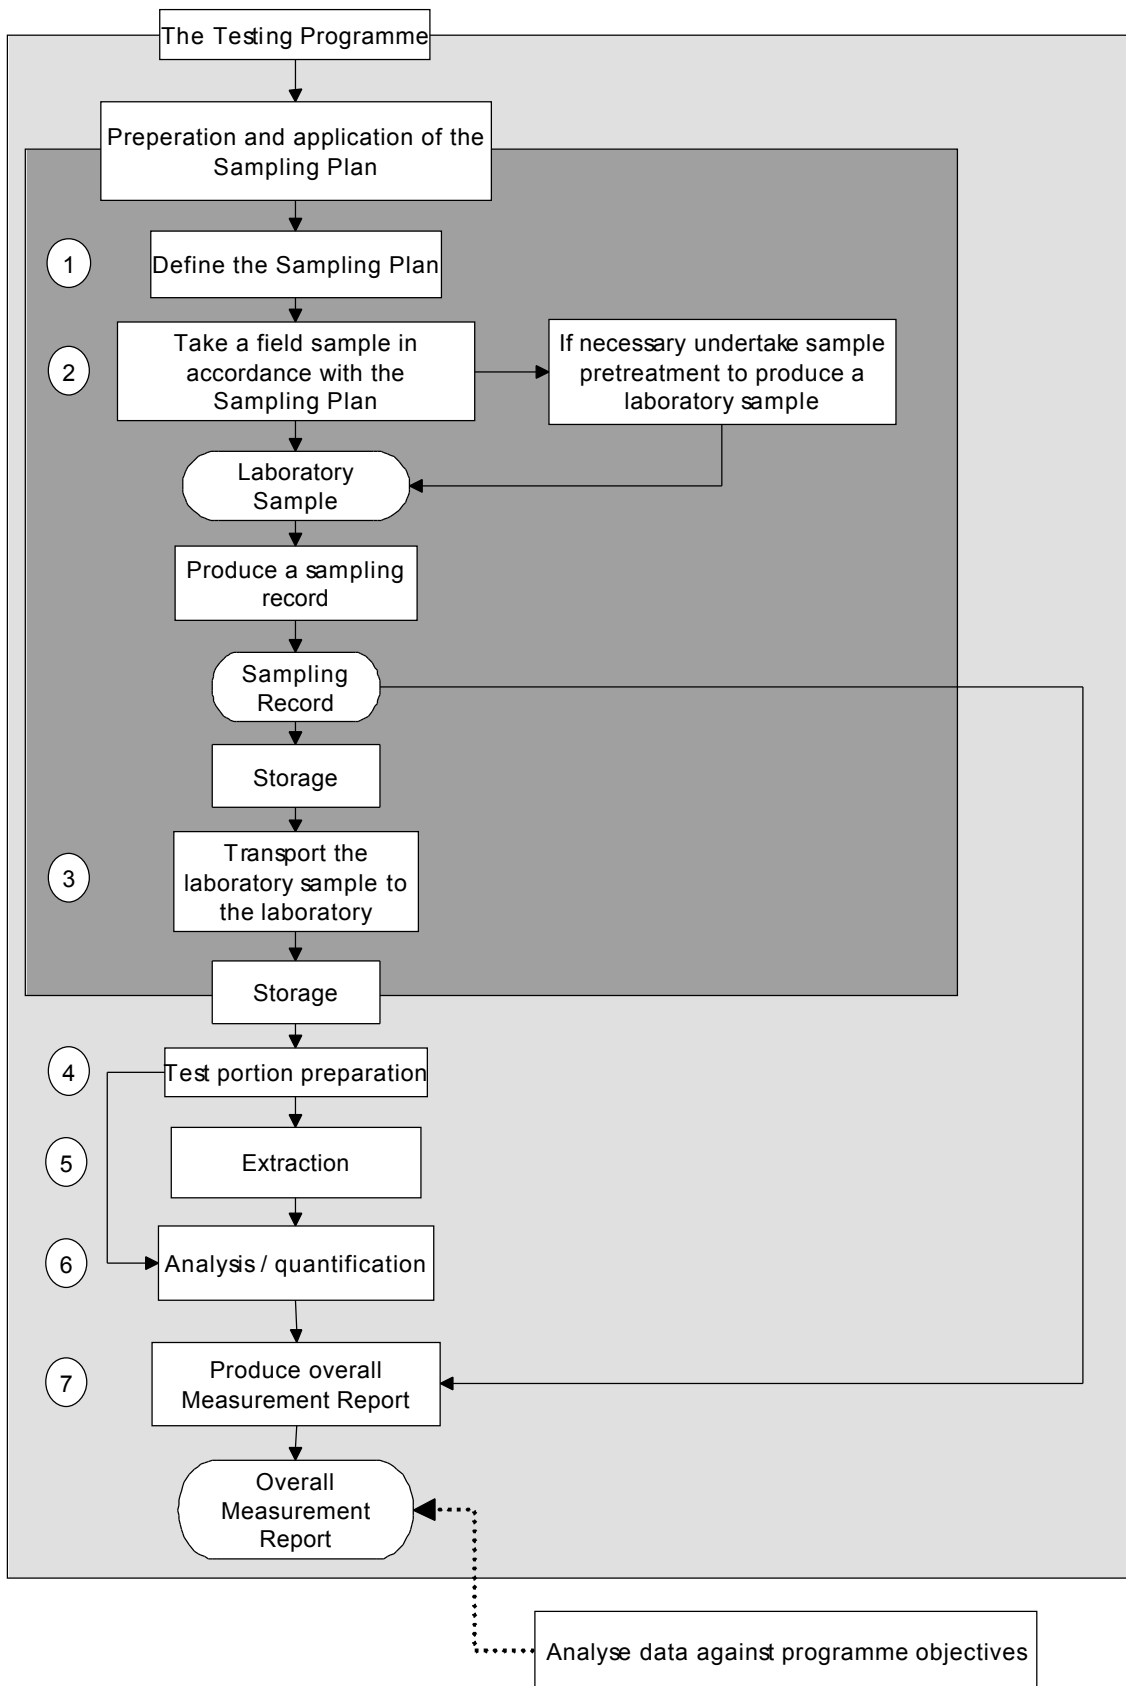 The Testing Programme
Preperation and application of the
Sampling Plan
1
Define the Sampling Plan
2
Take a field sample in
accordance with the
Sampling Plan
If necessary undertake sample
pretreatment to produce a
laboratory sample
Laboratory
Sample
Produce a sampling
record
Sampling
Record
Storage
3
Transport the
laboratory sample to
the laboratory
Storage
4
Test portion preparation
5
Extraction
6
Analysis / quantification
7
Produce overall
Measurement Report
Overall
Measurement
Report
Analyse data against programme objectives